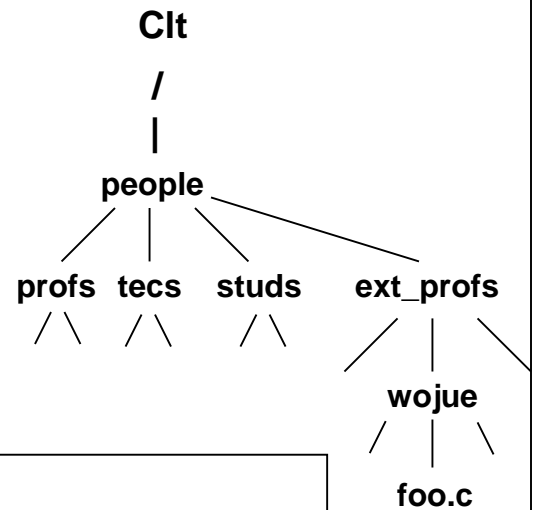 Clt
/
people
profs tecs studs ext_profs
wojue
foo.c